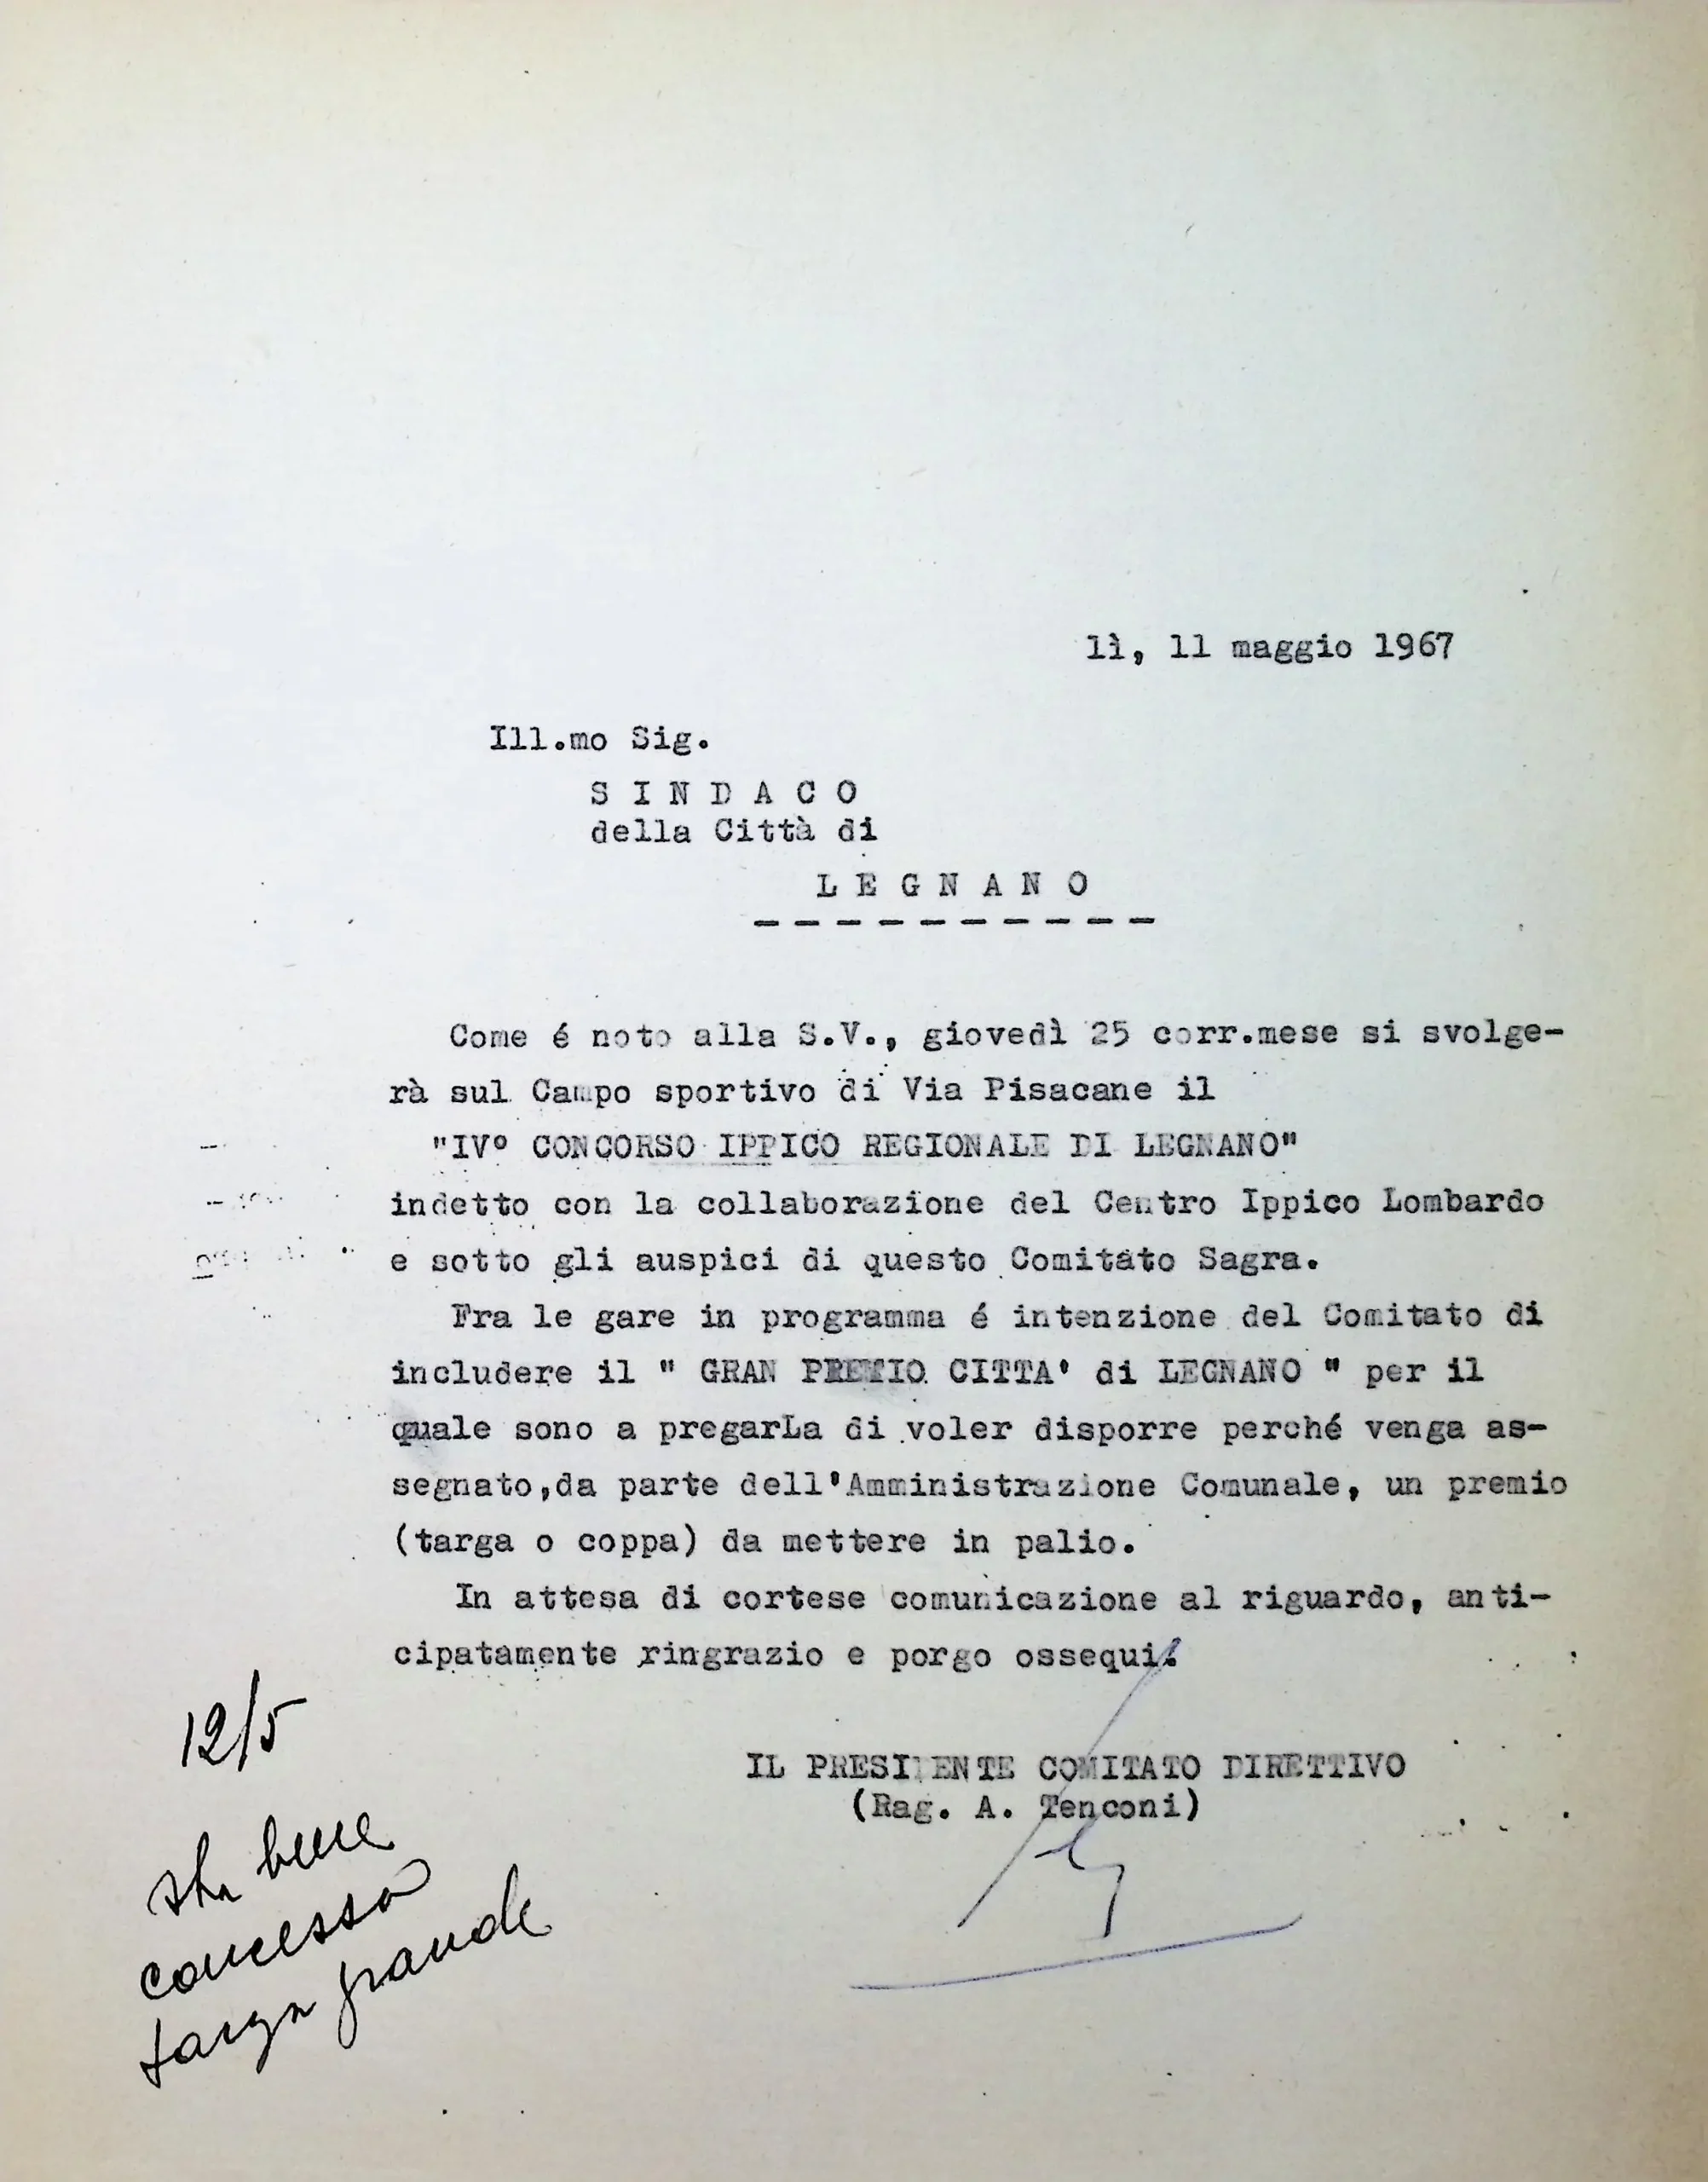 lì, 11 maggio 1967
Ill.mo Sig.
S I N D A C O
della Città di
L E G N A N O
Come é noto alla S.V., giovedì 25 corr.mese si svolge-
rà sul Campo sportivo di Via Pisacane il
"IV° CONCORSO IPPICO REGIONALE DI LEGNANO"
indetto con la collaborazione del Centro Ippico Lombardo
e sotto gli auspici di questo Comitato Sagra.
Fra le gare in programma é intenzione del Comitato di
includere il " GRAN PREMIO CITTA' di LEGNANO " per il
quale sono a pregarLa di voler disporre perché venga as-
segnato,da parte dell'Amministrazione Comunale, un premio
(targa o coppa) da mettere in palio.
In attesa di cortese comunicazione al riguardo, anti-
cipatamente ringrazio e porgo ossequi.
IL PRESIDENTE COMITATO DIRETTIVO
(Rag. A. Tenconi)
12/5
sta bene
concessa
targa grande